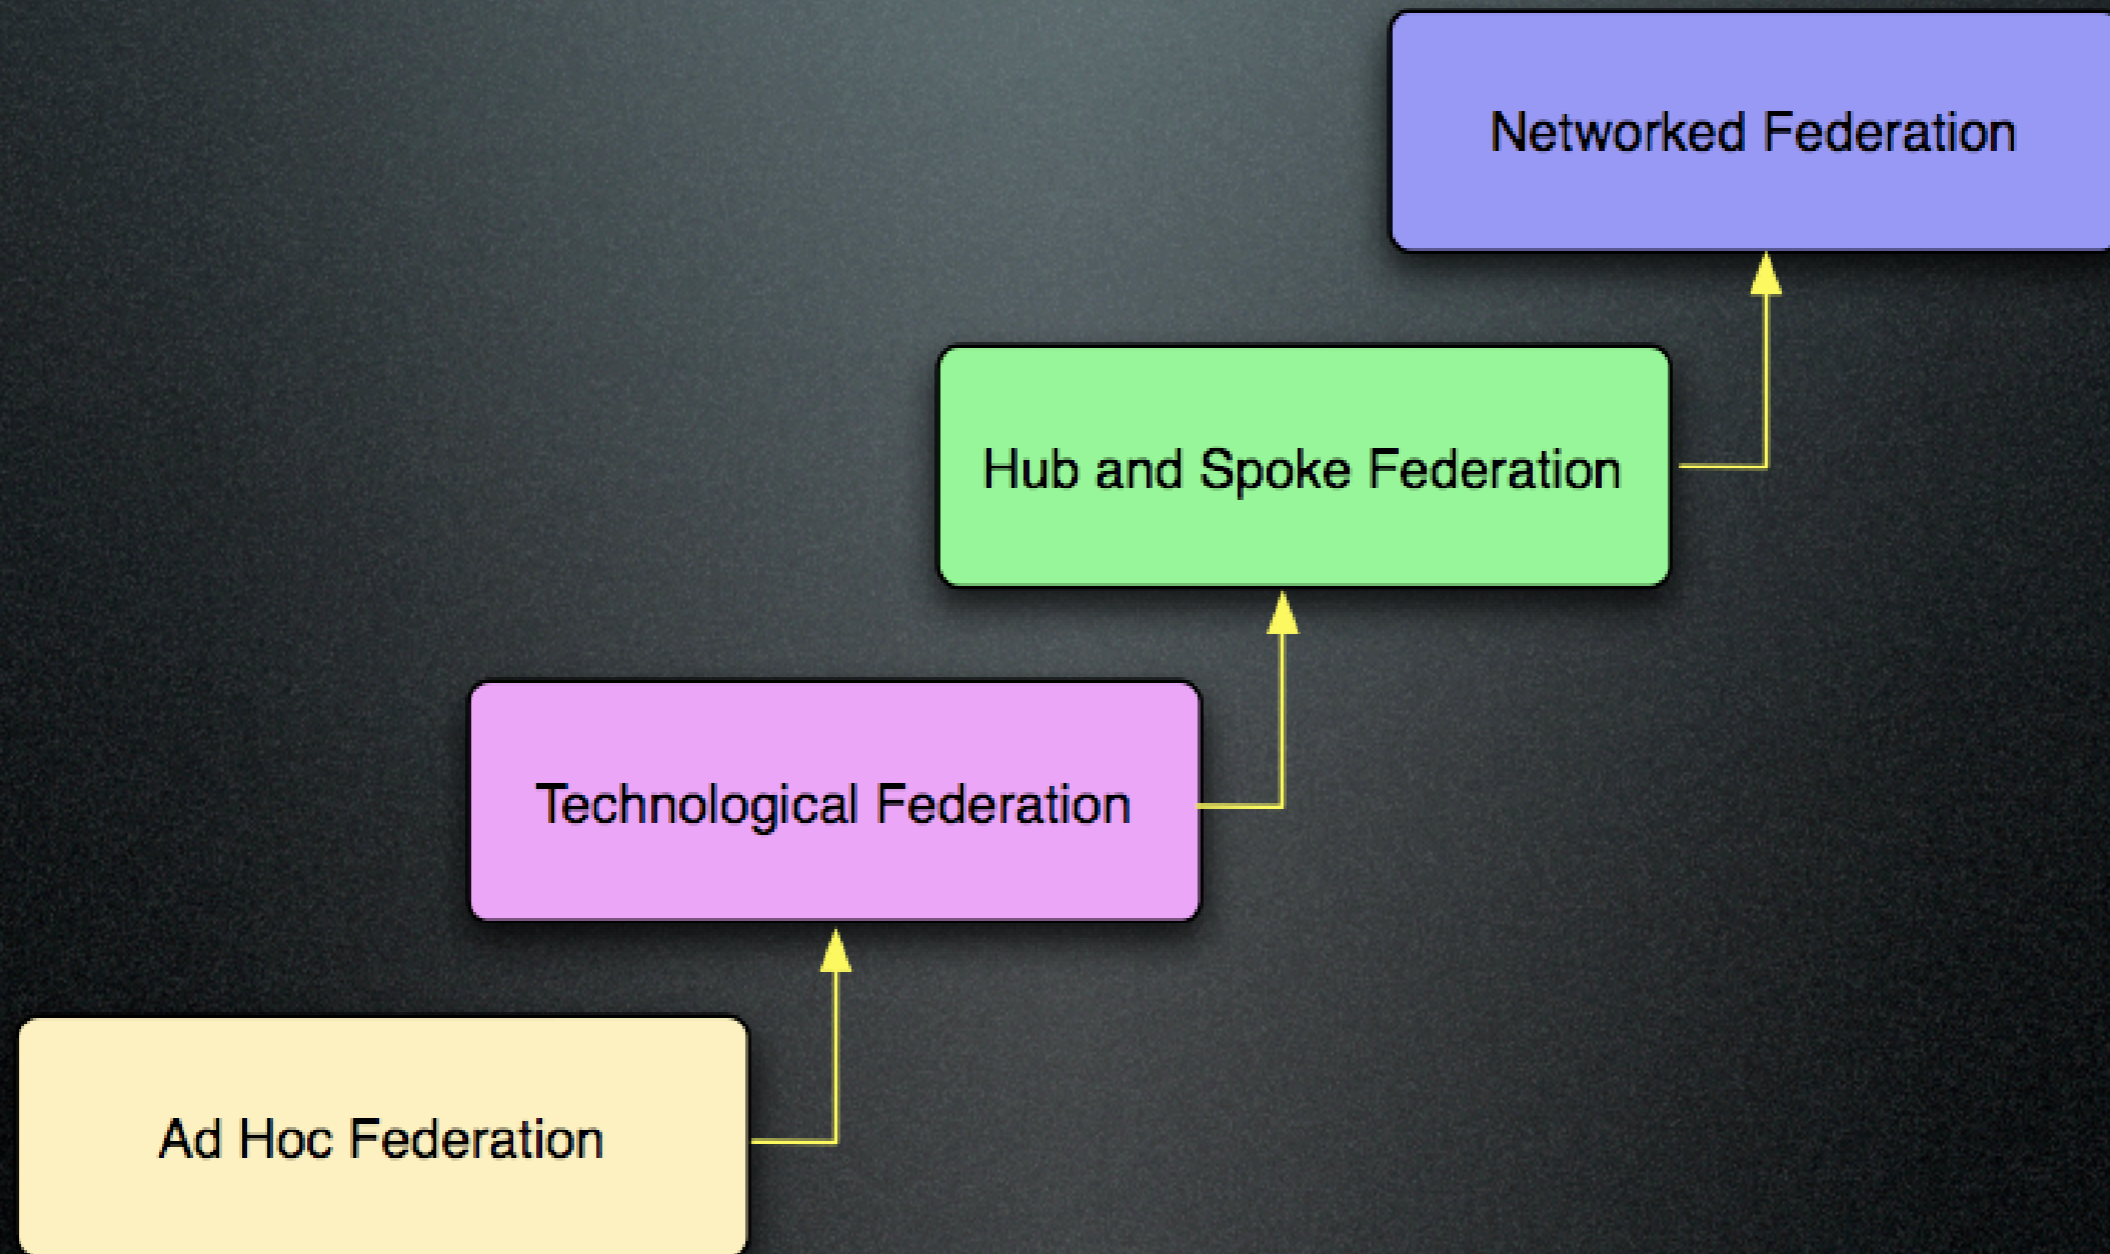 Networked Federation
Hub and Spoke Federation
Technological Federation
Ad Hoc Federation